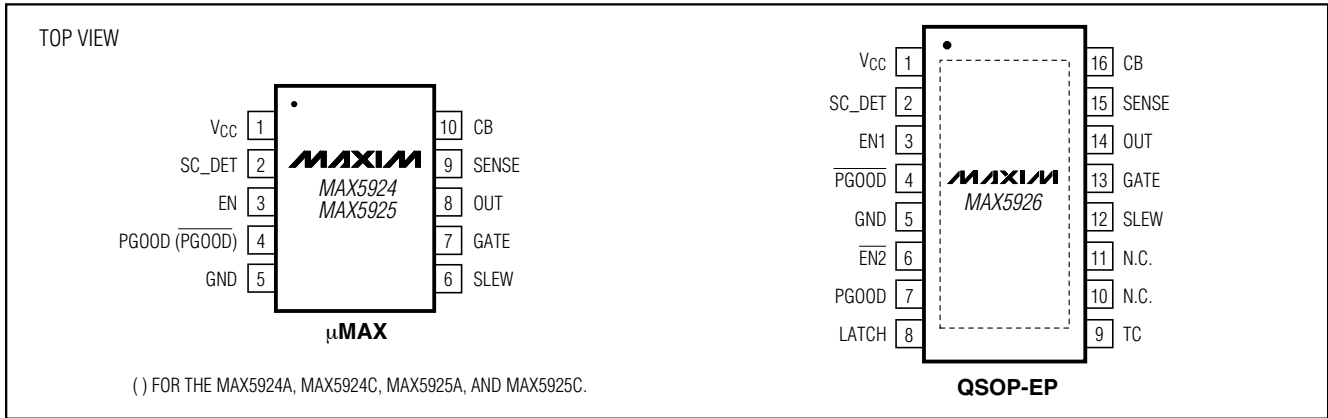 TOP VIEW
VCC 1
SC_DET 2
EN 3
PGOOD (PGOOD) 4
GND 5
MAXIM
MAX5924
MAX5925
10 CB
9 SENSE
8 OUT
7 GATE
6 SLEW
µMAX
( ) FOR THE MAX5924A, MAX5924C, MAX5925A, AND MAX5925C.
VCC 1
SC_DET 2
EN1 3
PGOOD 4
GND 5
EN2 6
PGOOD 7
LATCH 8
MAXIM
MAX5926
16 CB
15 SENSE
14 OUT
13 GATE
12 SLEW
11 N.C.
10 N.C.
9 TC
QSOP-EP